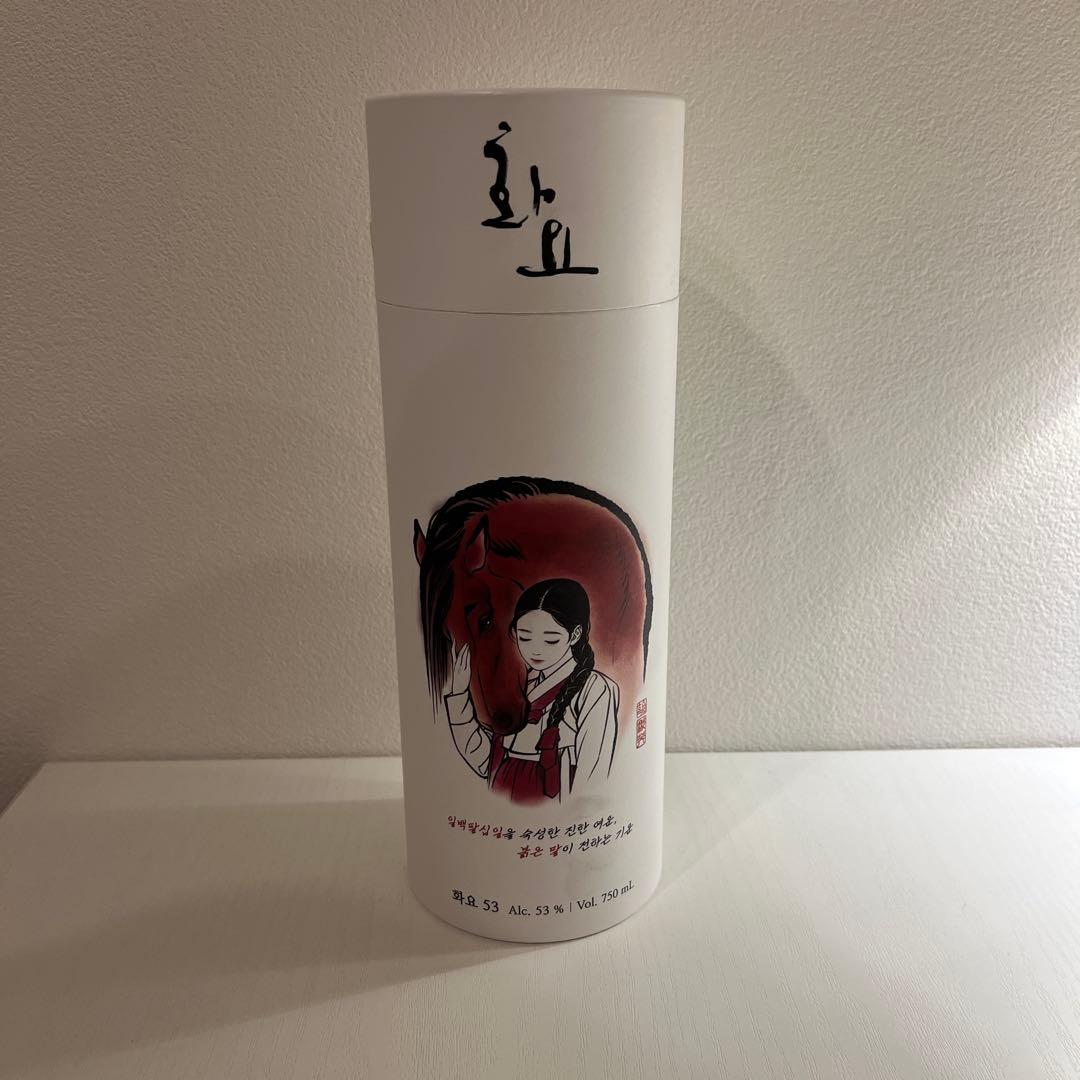 화요
일백팔십일을 숙성한 진한 여운,
붉은 말이 전하는 기운
화요 53 Alc. 53 % | Vol. 750 mL